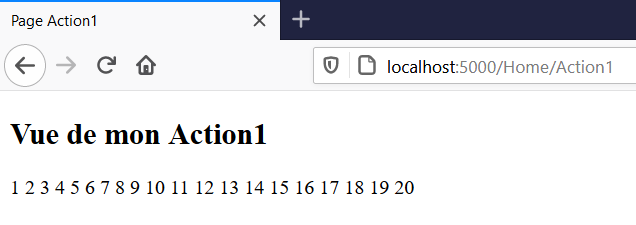 Page Action1
localhost:5000/Home/Action1
Vue de mon Action1
1 2 3 4 5 6 7 8 9 10 11 12 13 14 15 16 17 18 19 20